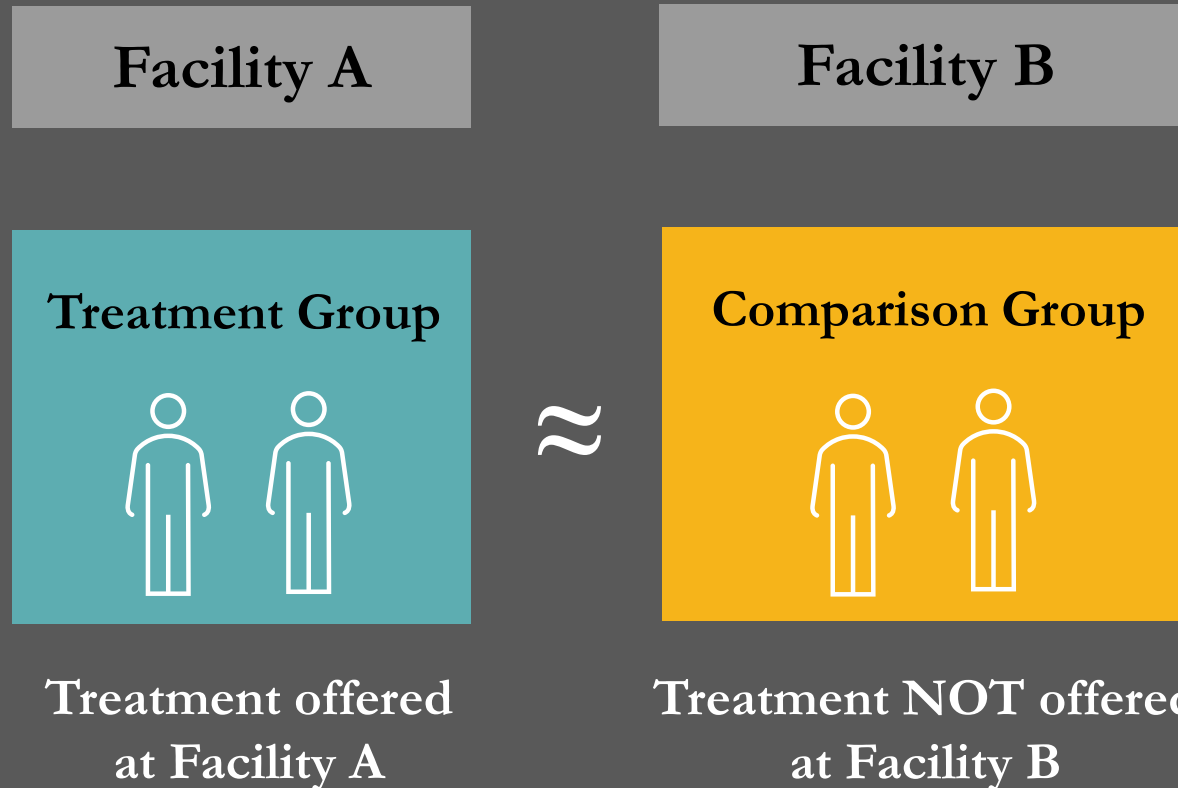 Facility A
Facility B
Treatment Group
Comparison Group
≈
Treatment offered
at Facility A
Treatment NOT offered
at Facility B